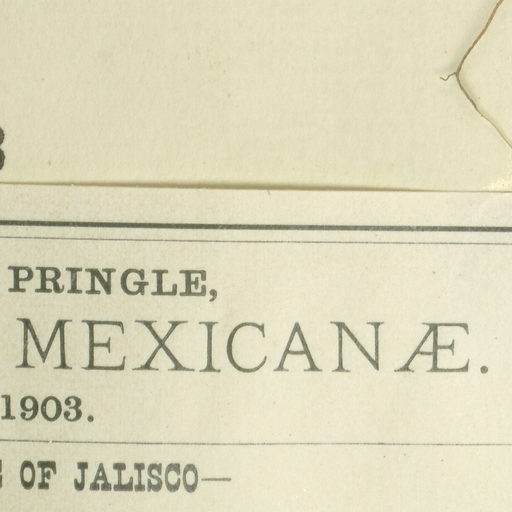 PRINGLE,
MEXICANÆ.
1903.
OF JALISCO—